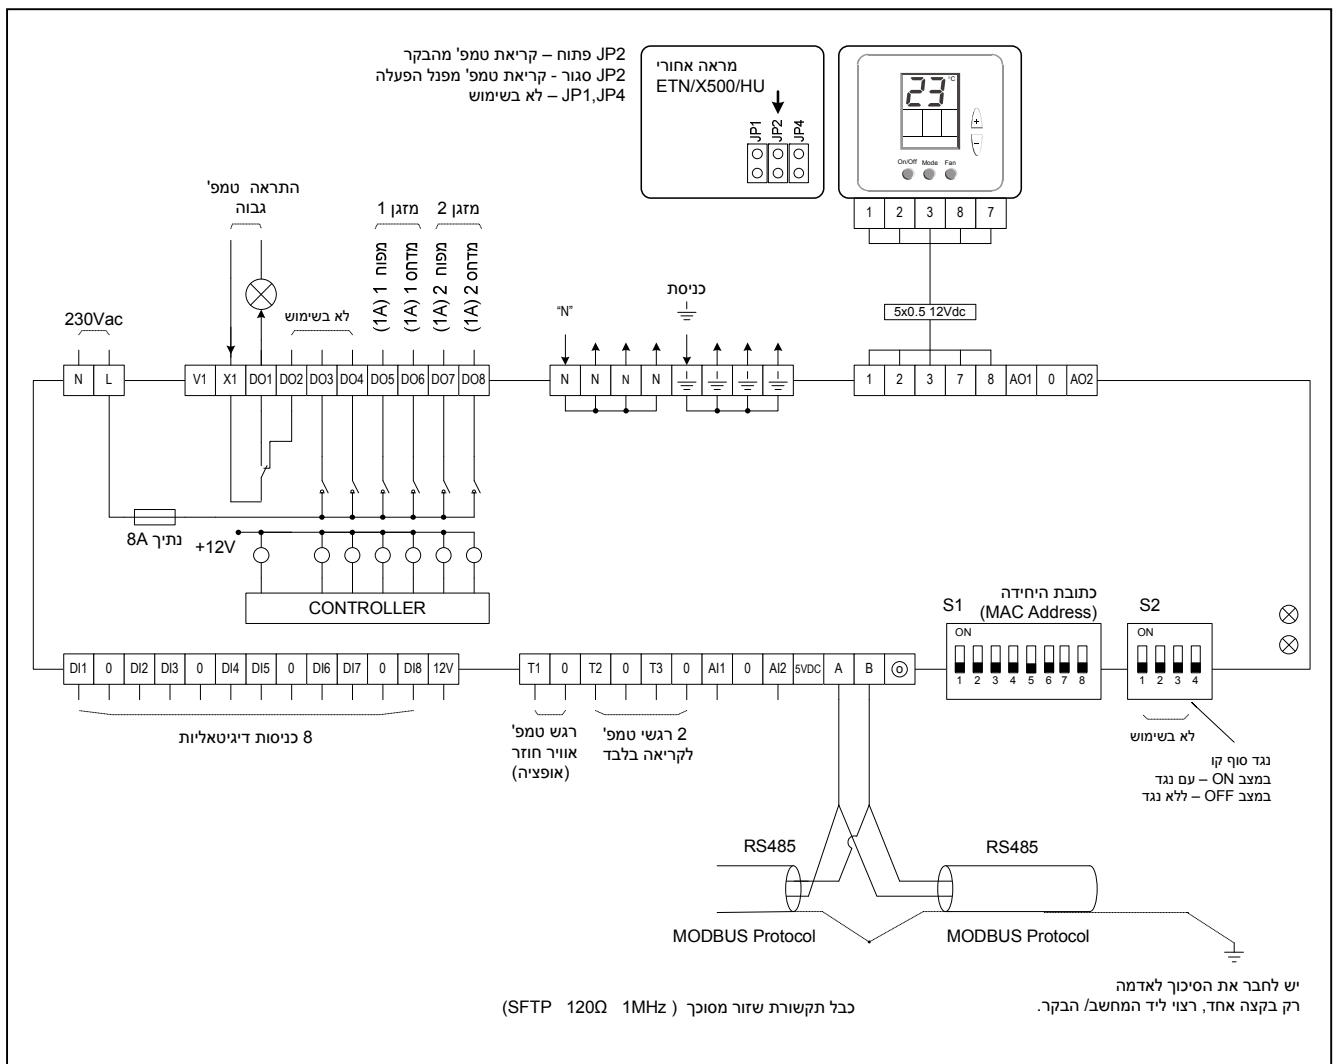 JP2 פתוח – קריאת טמפ' מהבקר
JP2 סגור - קריאת טמפ' מפנל הפעלה
JP1,JP4 – לא בשימוש
מראה אחורי
ETN/X500/HU
JP1 JP2 JP4
23 °C
+
-
On/Off Mode Fan
1 2 3 8 7
התראה טמפ'
גבוה
מזגן 1
מזגן 2
מפוח 1 (1A)
מדחס 1 (1A)
מפוח 2 (1A)
מדחס 2 (1A)
230Vac
לא בשימוש
"N"
כניסת
5x0.5 12Vdc
N L
V1 X1 DO1 DO2 DO3 DO4 DO5 DO6 DO7 DO8
N N N N
1 2 3 7 8 AO1 0 AO2
נתיך 8A
+12V
CONTROLLER
כתובת היחידה
(MAC Address)
S1
ON
1 2 3 4 5 6 7 8
S2
ON
1 2 3 4
DI1 0 DI2 DI3 0 DI4 DI5 0 DI6 DI7 0 DI8 12V
T1 0 T2 0 T3 0 AI1 0 AI2 5VDC A B
8 כניסות דיגיטאליות
רגש טמפ'
אוויר חוזר
(אופציה)
2 רגשי טמפ'
לקריאה בלבד
לא בשימוש
נגד סוף קו
במצב ON – עם נגד
במצב OFF – ללא נגד
RS485
RS485
MODBUS Protocol
MODBUS Protocol
יש לחבר את הסיכוך לאדמה
רק בקצה אחד, רצוי ליד המחשב/ הבקר.
כבל תקשורת שזור מסוכך ( SFTP 120Ω 1MHz)